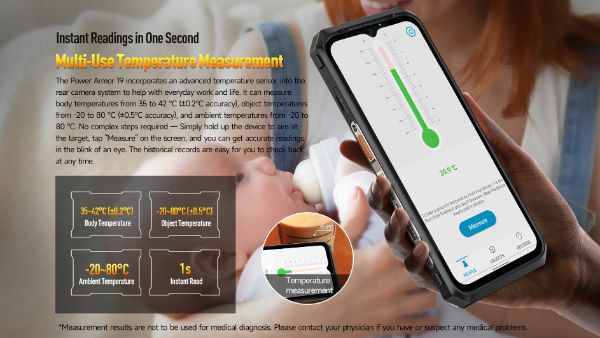 Instant Readings in One Second
Multi-Use Temperature Measurement
The Power Armor 19 incorporates an advanced temperature sensor into the
rear camera system to help with everyday work and life. It can measure
body temperatures from 35 to 42 °C (±0.2°C accuracy), object temperatures
from -20 to 80 °C (±0.5°C accuracy), and ambient temperatures from -20 to
80 °C. No complex steps required — Simply hold up the device to aim at
the target, tap "Measure" on the screen, and you can get accurate readings
in the blink of an eye. The historical records are easy for you to check back
at any time.
35~42°C (±0.2°C)
Body Temperature
-20~80°C (±0.5°C)
Object Temperature
-20~80°C
Ambient Temperature
1s
Instant Read
Temperature
measurement
Measure
PEOPLE
OBJECTS
RECORDS
*Measurement results are not to be used for medical diagnosis. Please contact your physician if you have or suspect any medical problems.